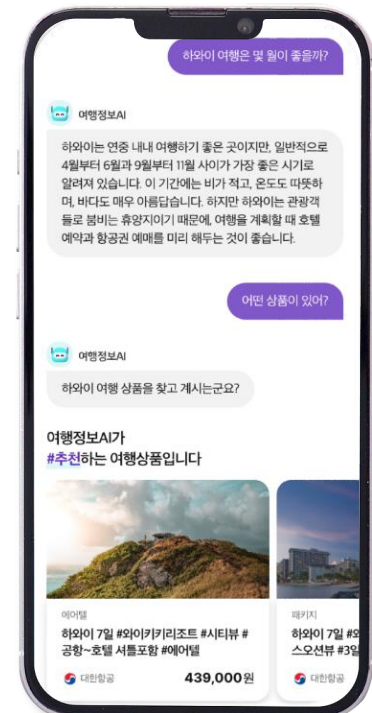 하와이 여행은 몇 월이 좋을까?
여행정보AI
하와이는 연중 내내 여행하기 좋은 곳이지만, 일반적으로
4월부터 6월과 9월부터 11월 사이가 가장 좋은 시기로
알려져 있습니다. 이 기간에는 비가 적고, 온도도 따뜻하
며, 바다도 매우 아름답습니다. 하지만 하와이는 관광객
들로 붐비는 휴양지이기 때문에, 여행을 계획할 때 호텔
예약과 항공권 예매를 미리 해두는 것이 좋습니다.
어떤 상품이 있어?
여행정보AI
하와이 여행 상품을 찾고 계시는군요?
여행정보AI가
#추천하는 여행상품입니다
에어텔
하와이 7일 #와이키키리조트 #시티뷰 #
공항~호텔 셔틀포함 #에어텔
대한항공
439,000원
패키지
하와이 7일 #오
스오션뷰 #3일
대한항공